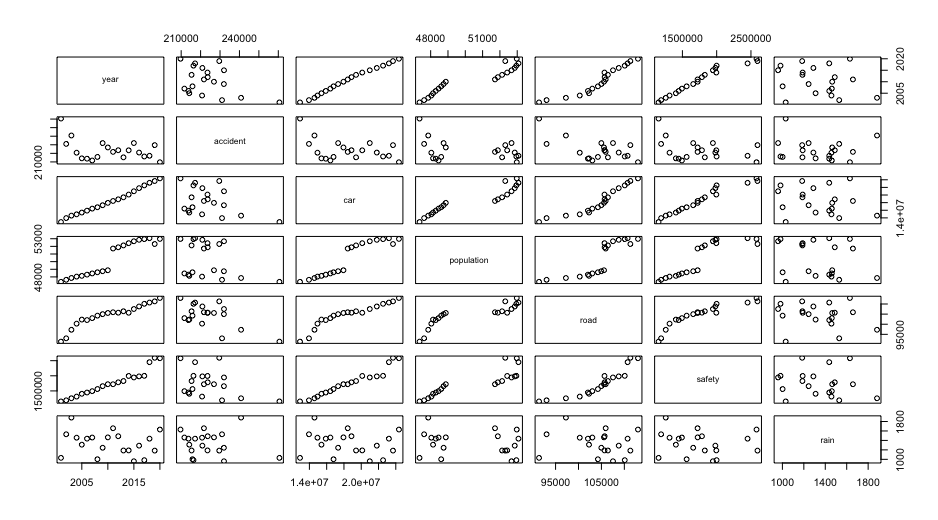 210000 240000
48000 51000
1500000 2500000
year
2005 2020
210000
accident
car
1.4e+07
48000 53000
population
road
95000
1500000
safety
rain
1000 1800
2005 2015
1.4e+07 2.0e+07
95000 105000
1000 1400 1800